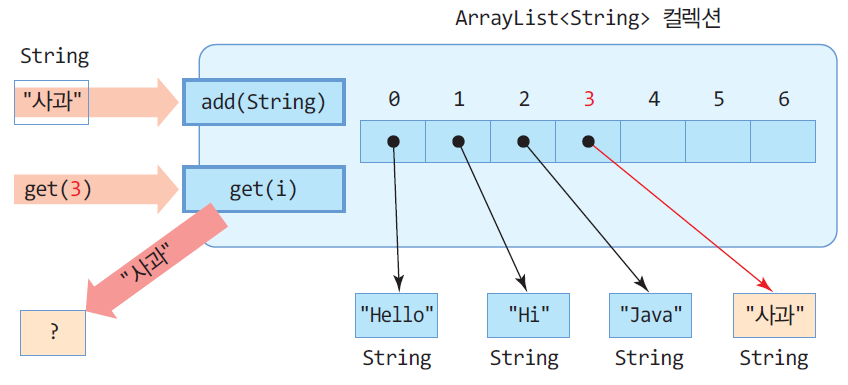 ArrayList<String> 컬렉션
String
"사과"
add(String)
0 1 2 3 4 5 6
get(3)
get(i)
"사과"
?
"Hello" "Hi" "Java" "사과"
String String String String